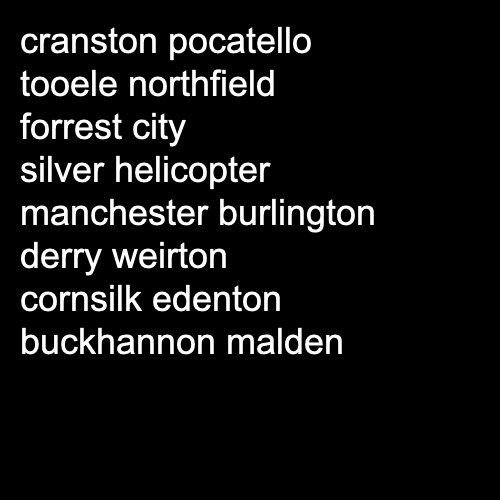 cranston pocatello
tooele northfield
forrest city
silver helicopter
manchester burlington
derry weirton
cornsilk edenton
buckhannon malden